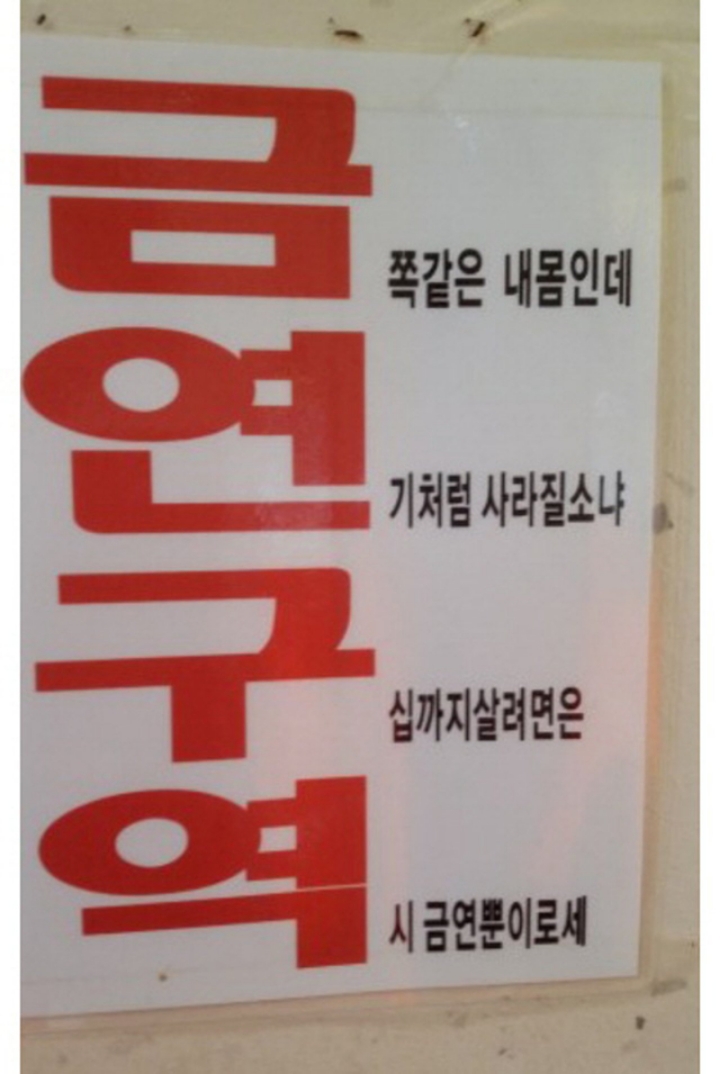 금 쪽같은 내몸인데
연 기처럼 사라질소냐
구 십까지살려면은
역 시 금연뿐이로세